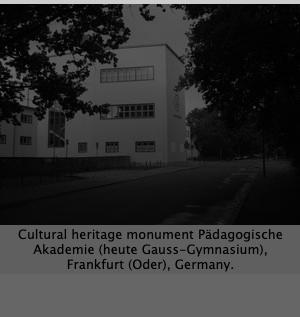 Cultural heritage monument Pädagogische
Akademie (heute Gauss-Gymnasium),
Frankfurt (Oder), Germany.